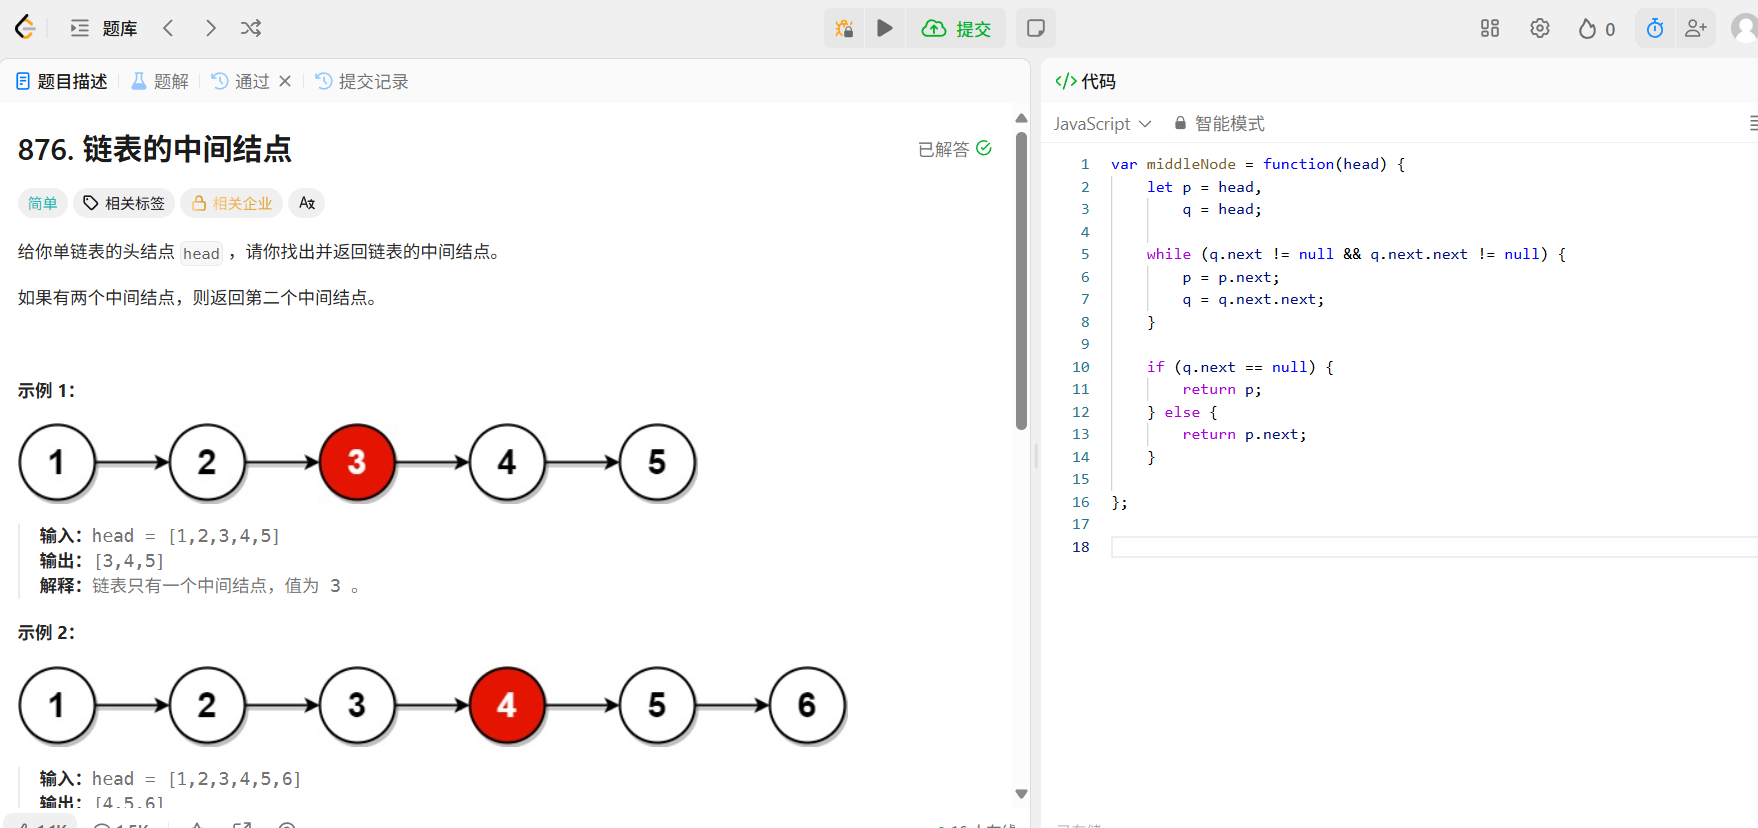 题库
提交
0
题目描述 题解 通过 提交记录
876. 链表的中间结点
已解答
简单 相关标签 相关企业
给你单链表的头结点 head ，请你找出并返回链表的中间结点。
如果有两个中间结点，则返回第二个中间结点。
示例 1：
1 2 3 4 5
输入：head = [1,2,3,4,5]
输出：[3,4,5]
解释：链表只有一个中间结点，值为 3 。
示例 2：
1 2 3 4 5 6
输入：head = [1,2,3,4,5,6]
输出：[4,5,6]
</> 代码
JavaScript 智能模式
1 var middleNode = function(head) {
2 let p = head,
3 q = head;
4
5 while (q.next != null && q.next.next != null) {
6 p = p.next;
7 q = q.next.next;
8 }
9
10 if (q.next == null) {
11 return p;
12 } else {
13 return p.next;
14 }
15
16 };
17
18